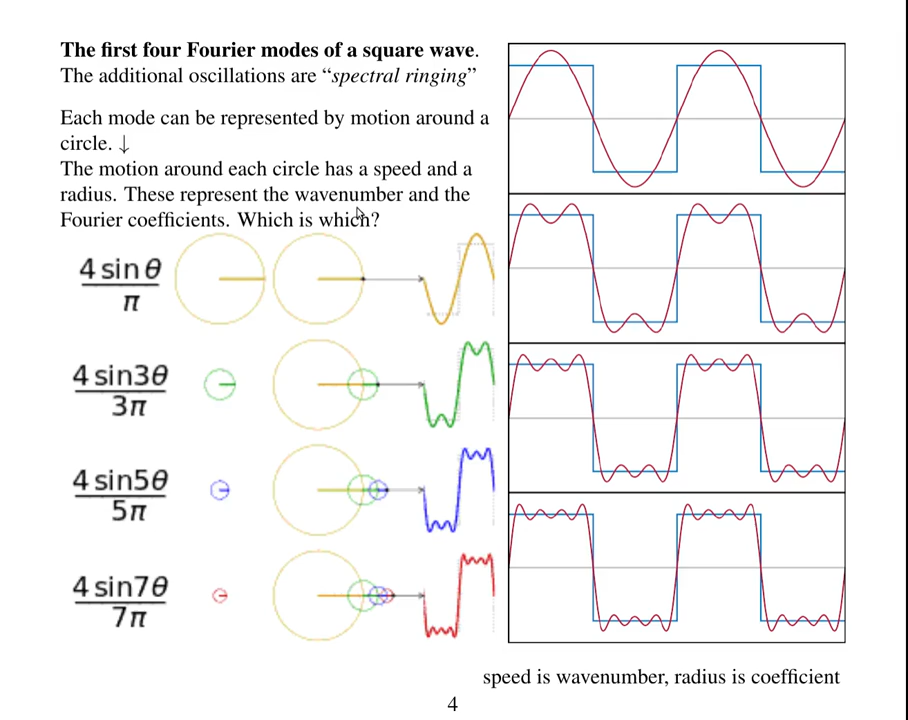 The first four Fourier modes of a square wave.
The additional oscillations are “spectral ringing”
Each mode can be represented by motion around a
circle. ↓
The motion around each circle has a speed and a
radius. These represent the wavenumber and the
Fourier coefficients. Which is which?
4 sin θ
π
4 sin3θ
3π
4 sin5θ
5π
4 sin7θ
7π
speed is wavenumber, radius is coefficient
4